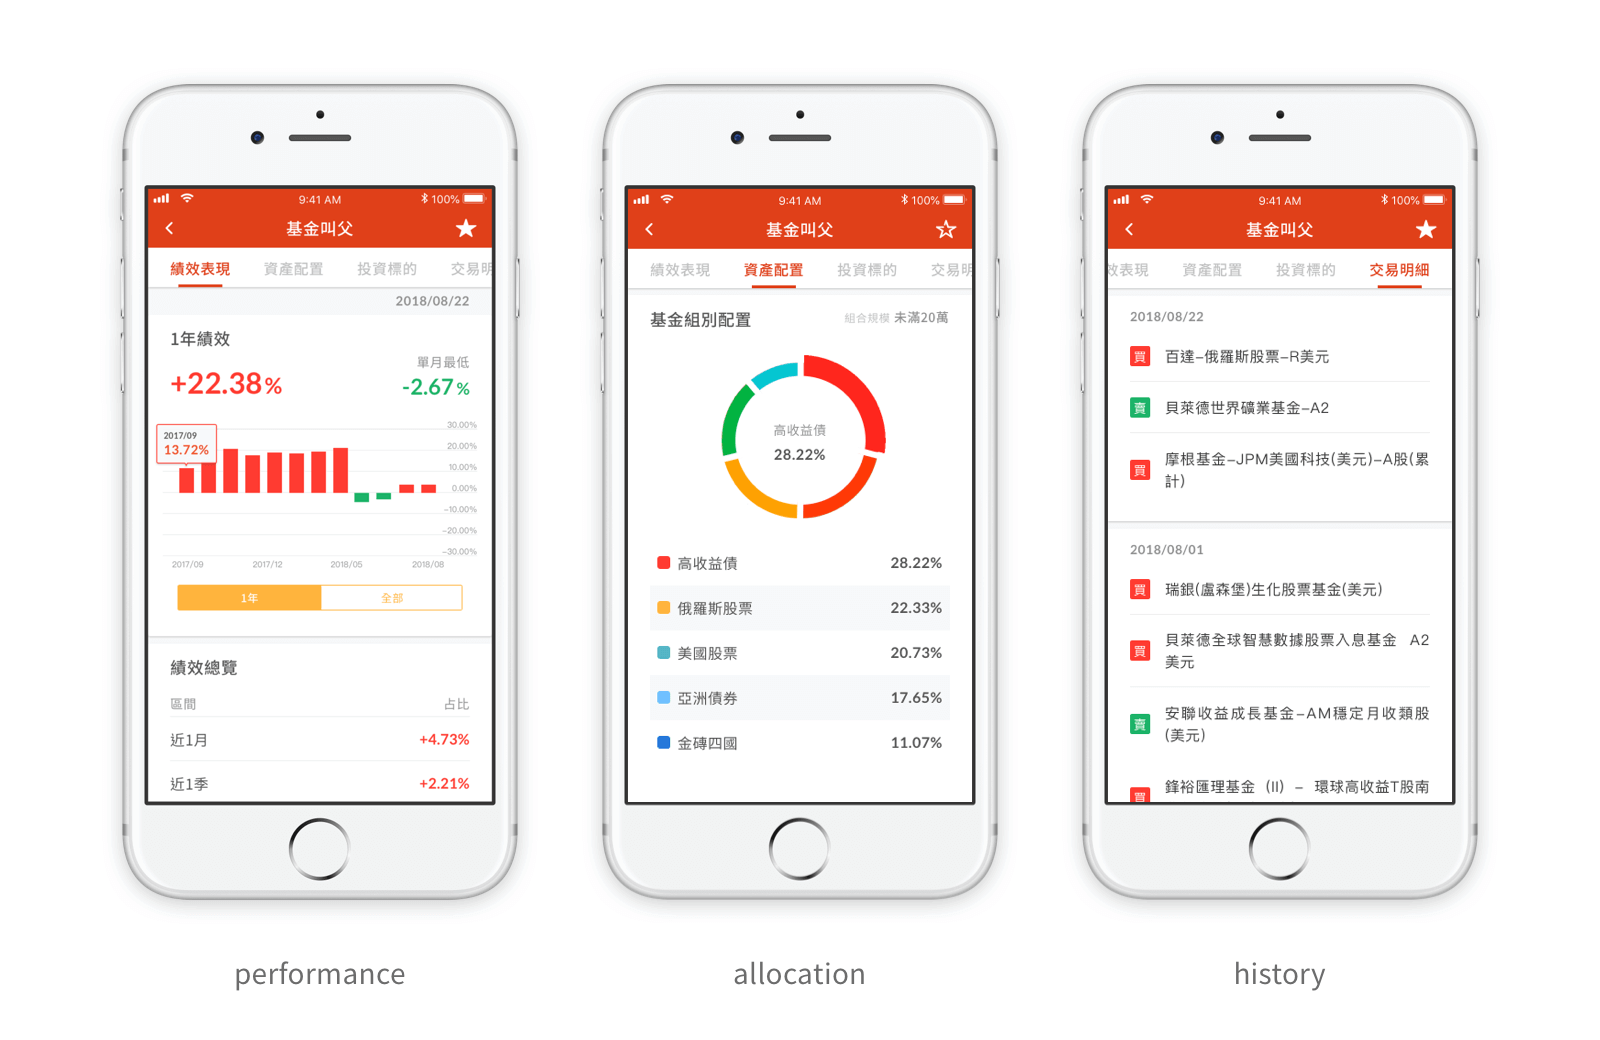 9:41 AM
100%
基金叫父
績效表現 資產配置 投資標的 交易明
2018/08/22
1年績效
單月最低
+22.38%
-2.67%
30.00%
20.00%
10.00%
0.00%
-10.00%
-20.00%
-30.00%
2017/09
13.72%
2017/09 2017/12 2018/05 2018/08
1年 全部
績效總覽
區間 占比
近1月 +4.73%
近1季 +2.21%
performance
9:41 AM
100%
基金叫父
績效表現 資產配置 投資標的 交易明
基金組別配置 組合規模 未滿20萬
高收益債
28.22%
高收益債 28.22%
俄羅斯股票 22.33%
美國股票 20.73%
亞洲債券 17.65%
金磚四國 11.07%
allocation
9:41 AM
100%
基金叫父
效表現 資產配置 投資標的 交易明細
2018/08/22
買 百達-俄羅斯股票-R美元
賣 貝萊德世界礦業基金-A2
買 摩根基金-JPM美國科技(美元)-A股(累
計)
2018/08/01
買 瑞銀(盧森堡)生化股票基金(美元)
買 貝萊德全球智慧數據股票入息基金 A2
美元
賣 安聯收益成長基金-AM穩定月收類股
(美元)
買 鋒裕匯理基金 (II) - 環球高收益T股南
history